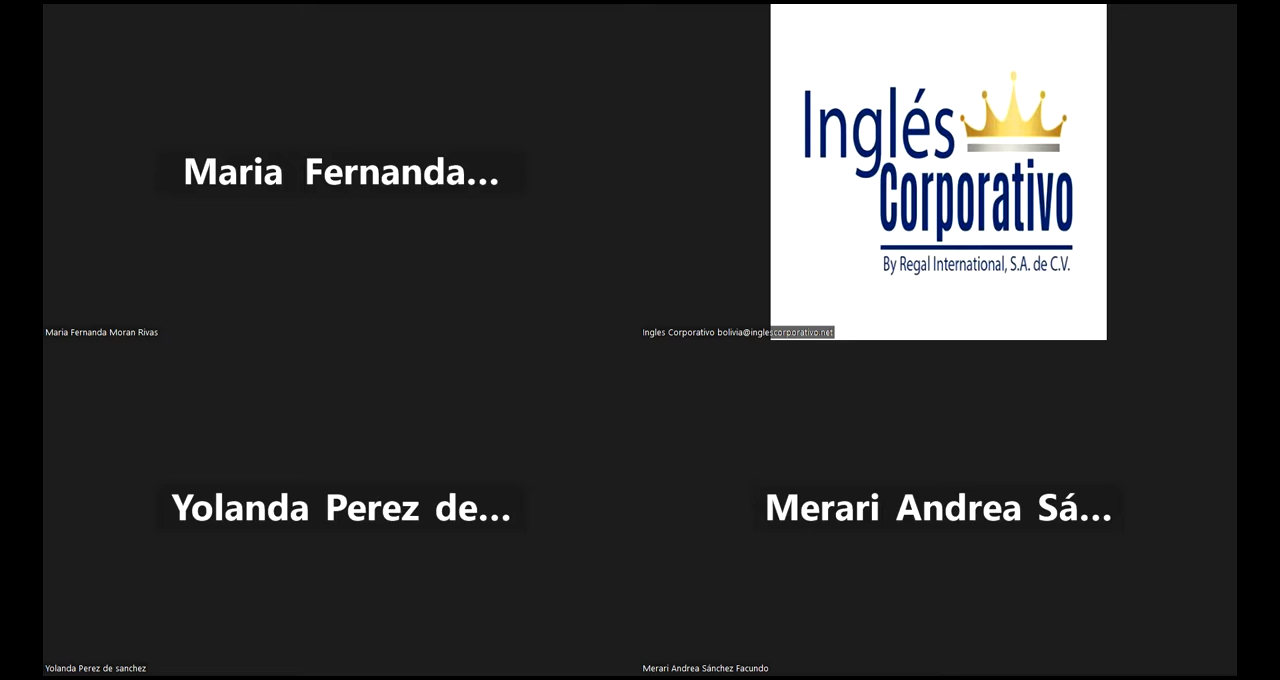 Maria Fernanda...
Maria Fernanda Moran Rivas
Inglés
Corporativo
By Regal International, S.A. de C.V.
Ingles Corporativo bolivia@inglescorporativo.net
Yolanda Perez de...
Yolanda Perez de sanchez
Merari Andrea Sá...
Merari Andrea Sánchez Facundo